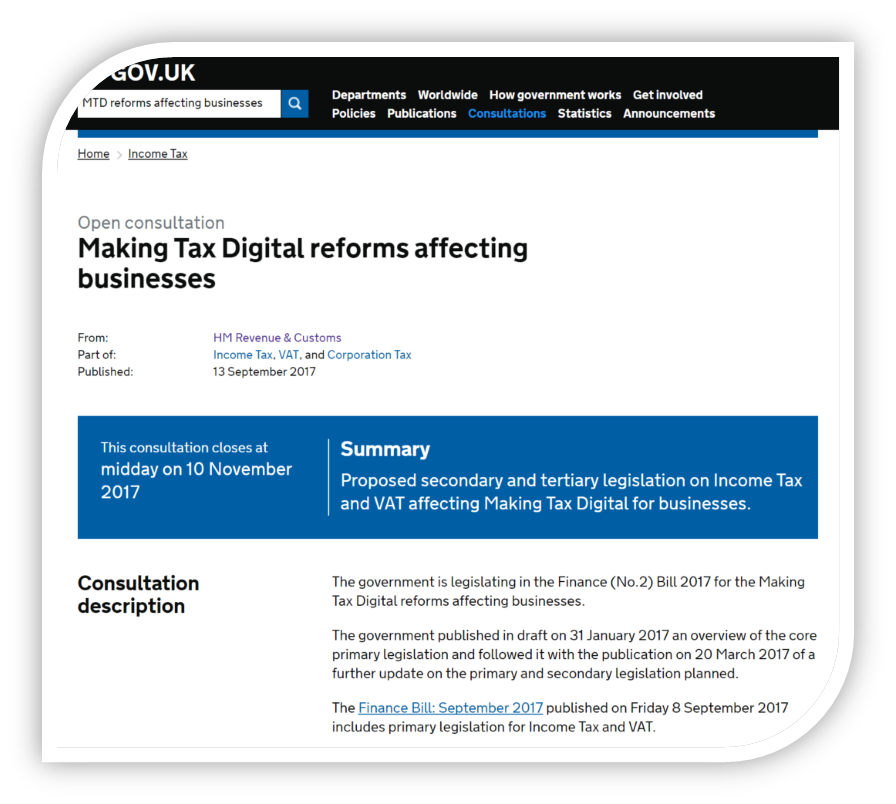 GOV.UK
MTD reforms affecting businesses
Departments Worldwide How government works Get involved
Policies Publications Consultations Statistics Announcements
Home > Income Tax
Open consultation
Making Tax Digital reforms affecting
businesses
From: HM Revenue & Customs
Part of: Income Tax, VAT, and Corporation Tax
Published: 13 September 2017
This consultation closes at
midday on 10 November
2017
Summary
Proposed secondary and tertiary legislation on Income Tax
and VAT affecting Making Tax Digital for businesses.
Consultation
description
The government is legislating in the Finance (No.2) Bill 2017 for the Making
Tax Digital reforms affecting businesses.
The government published in draft on 31 January 2017 an overview of the core
primary legislation and followed it with the publication on 20 March 2017 of a
further update on the primary and secondary legislation planned.
The Finance Bill: September 2017 published on Friday 8 September 2017
includes primary legislation for Income Tax and VAT.